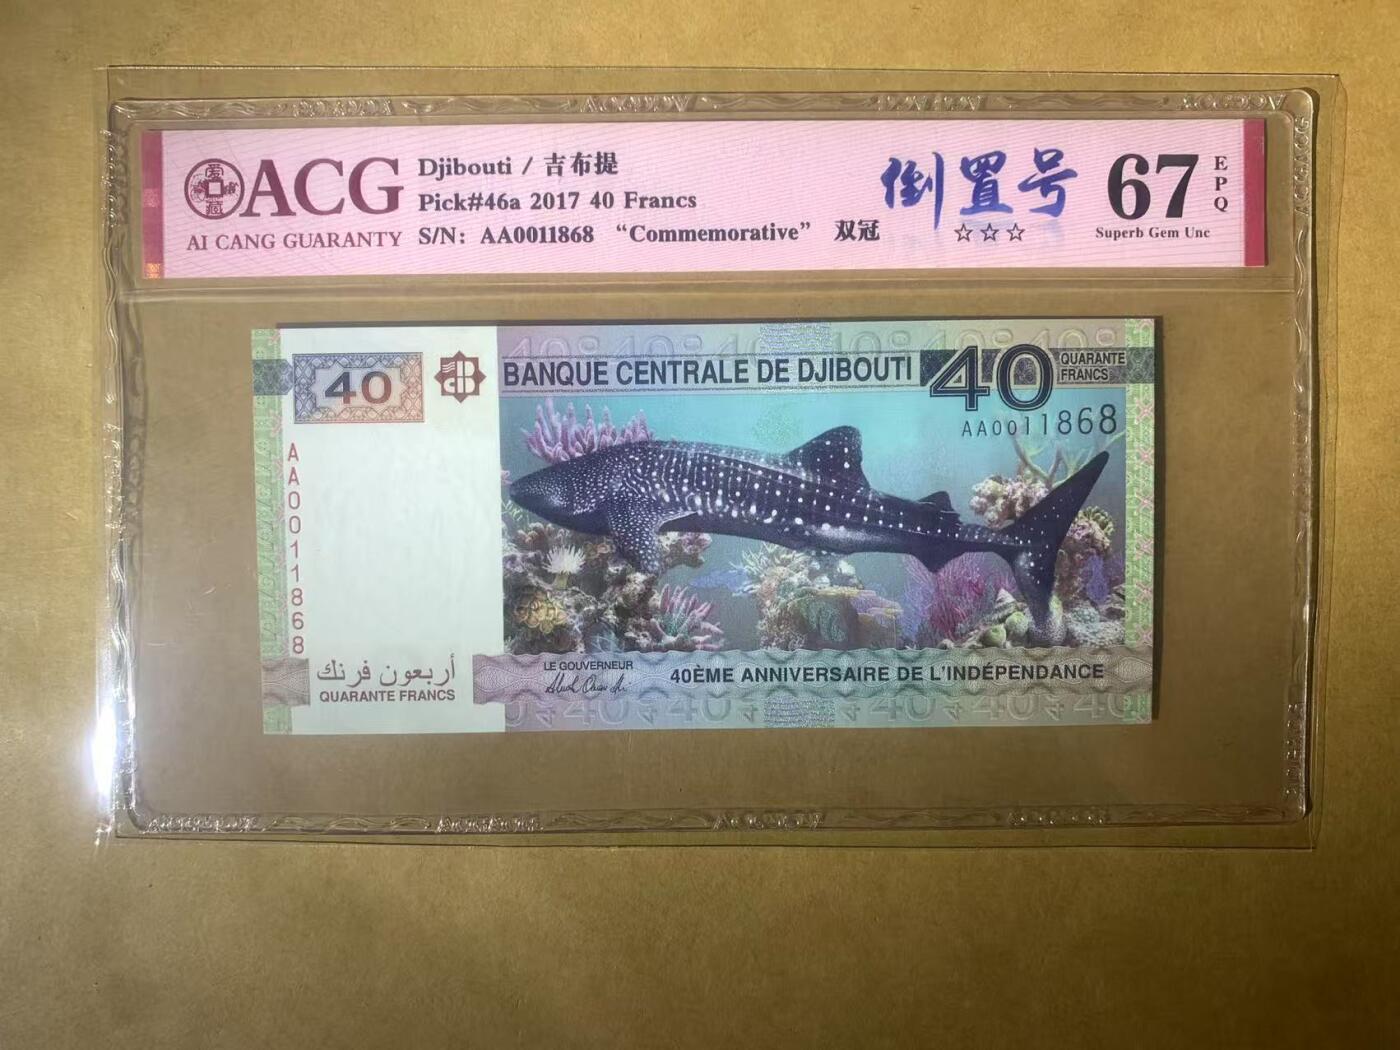 ACG
AI CANG GUARANTY
Djibouti / 吉布提
Pick#46a 2017 40 Francs
S/N: AA0011868 “Commemorative” 双冠
倒置号
☆☆☆
67
EPQ
Superb Gem Unc
40
BANQUE CENTRALE DE DJIBOUTI
40
QUARANTE
FRANCS
AA0011868
AA0011868
أربعون فرنك
QUARANTE FRANCS
LE GOUVERNEUR
40ÈME ANNIVERSAIRE DE L'INDÉPENDANCE